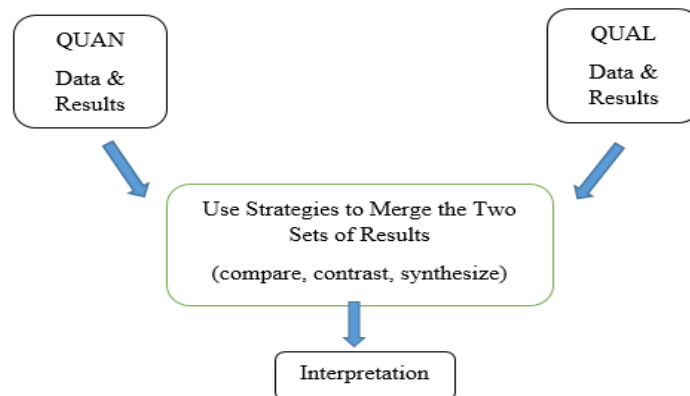 QUAN
Data &
Results
QUAL
Data &
Results
Use Strategies to Merge the Two
Sets of Results
(compare, contrast, synthesize)
Interpretation